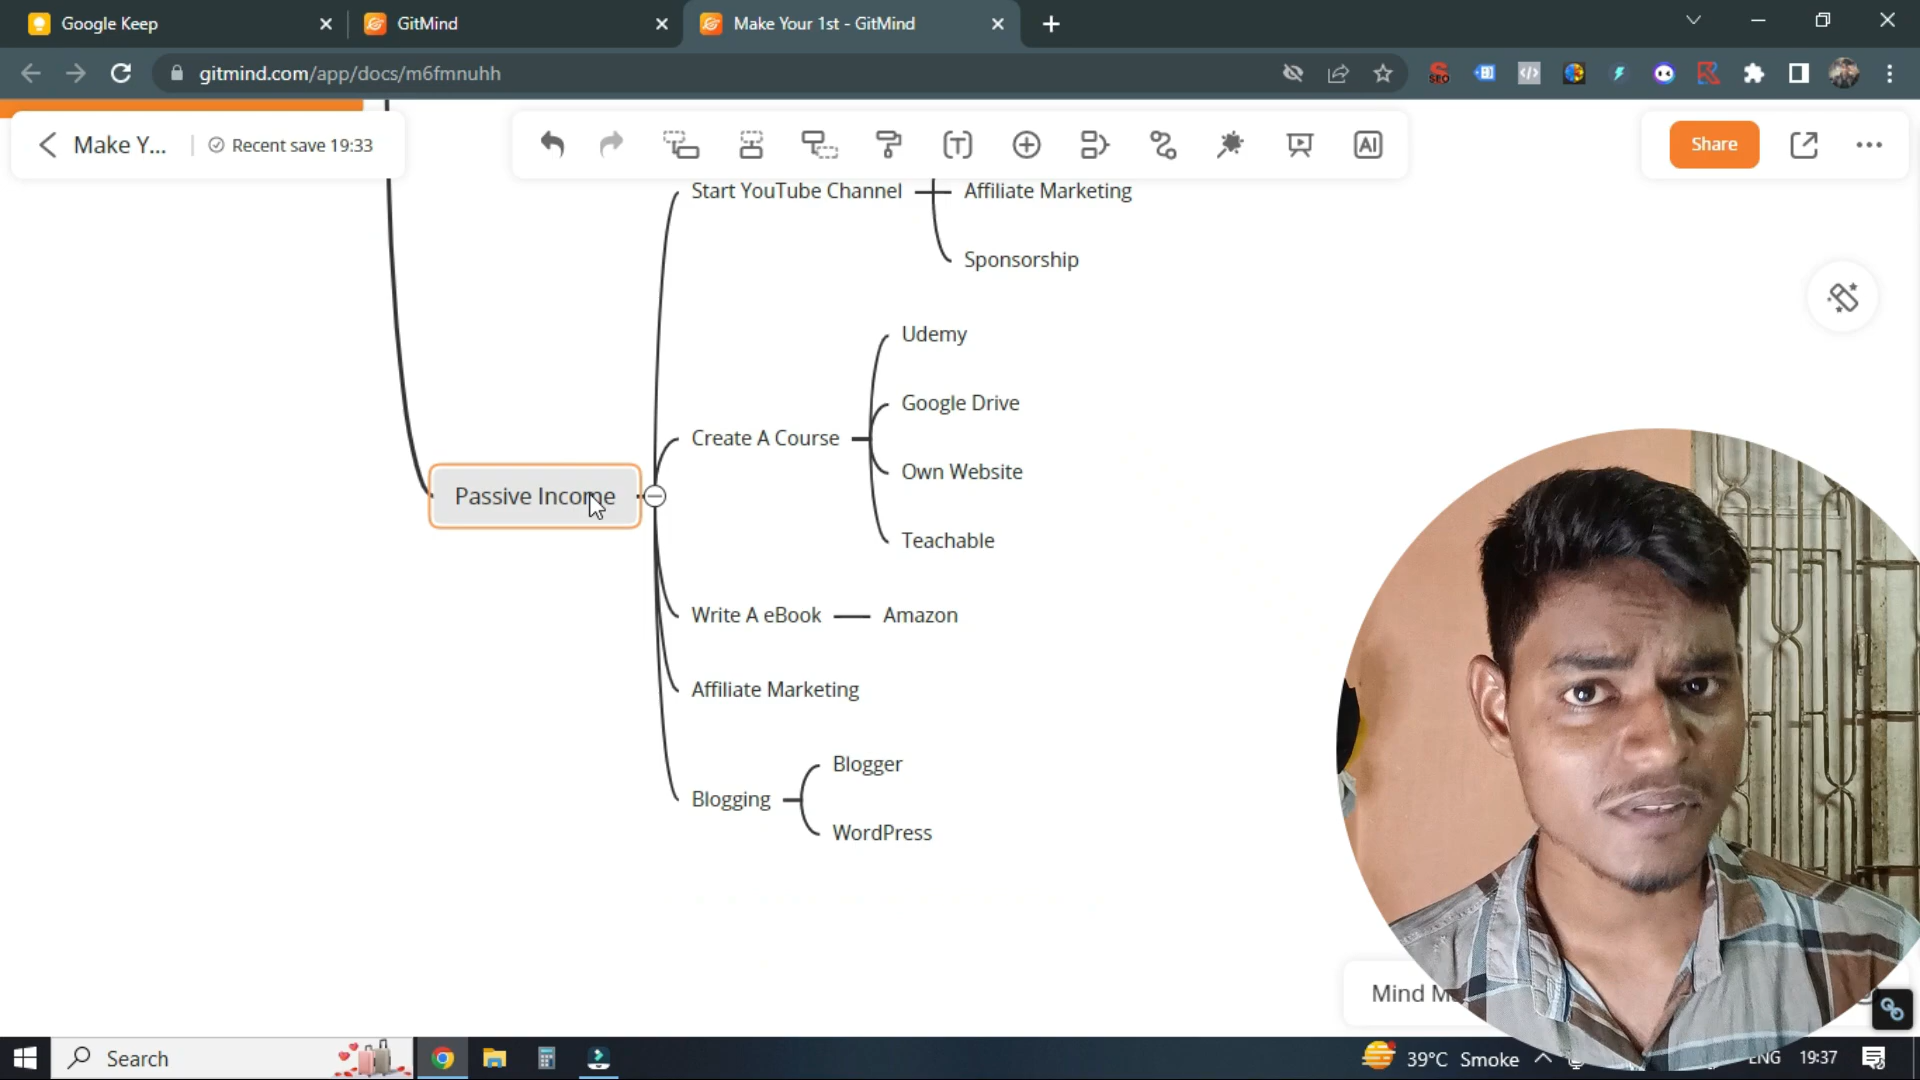 Google Keep
GitMind
Make Your 1st - GitMind
gitmind.com/app/docs/m6fmnuhh
SEO
Make Y...
Recent save 19:33
T
AI
Share
Start YouTube Channel
Affiliate Marketing
Sponsorship
Udemy
Google Drive
Create A Course
Own Website
Passive Income
Teachable
Write A eBook
Amazon
Affiliate Marketing
Blogger
Blogging
WordPress
Mind
Search
39°C Smoke
ENG
19:37